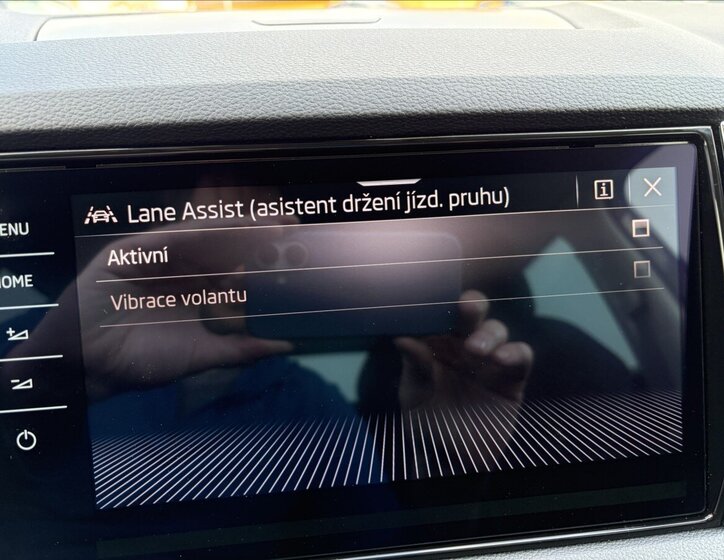 Lane Assist (asistent držení jízd. pruhu)
Aktivní
Vibrace volantu
ENU
OME